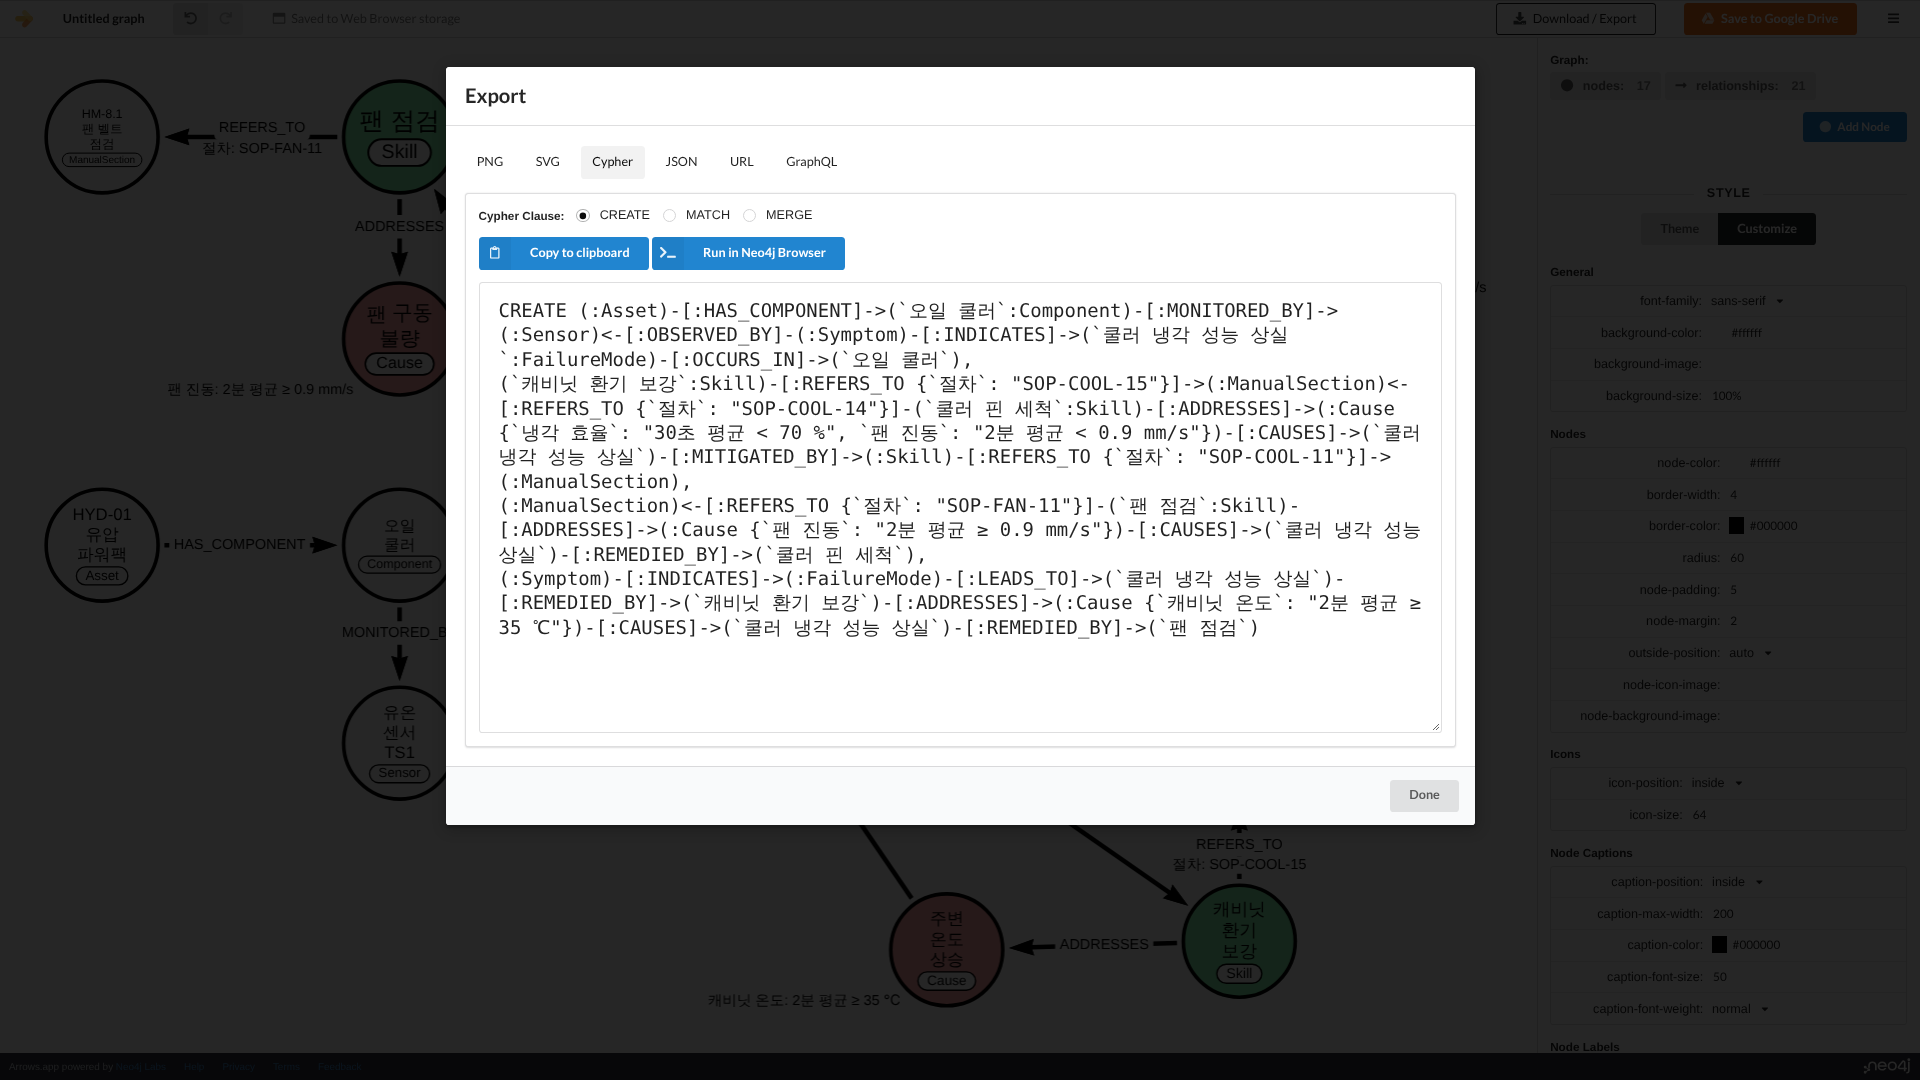 Untitled graph
Saved to Web Browser storage
Download / Export
Save to Google Drive
HM-8.1
팬 벨트
점검
ManualSection
REFERS_TO
절차: SOP-FAN-11
팬 점검
Skill
ADDRESSES
팬 구동
불량
Cause
팬 진동: 2분 평균 ≥ 0.9 mm/s
HYD-01
유압
파워팩
Asset
HAS_COMPONENT
오일
쿨러
Component
MONITORED_B
유온
센서
TS1
Sensor
Export
PNG
SVG
Cypher
JSON
URL
GraphQL
Cypher Clause:
CREATE
MATCH
MERGE
Copy to clipboard
Run in Neo4j Browser
CREATE (:Asset)-[:HAS_COMPONENT]->(`오일 쿨러`:Component)-[:MONITORED_BY]->
(:Sensor)<-[:OBSERVED_BY]-(:Symptom)-[:INDICATES]->(`쿨러 냉각 성능 상실
`:FailureMode)-[:OCCURS_IN]->(`오일 쿨러`),
(`캐비닛 환기 보강`:Skill)-[:REFERS_TO {`절차`: "SOP-COOL-15"}]->(:ManualSection)<-
[:REFERS_TO {`절차`: "SOP-COOL-14"}]-(`쿨러 핀 세척`:Skill)-[:ADDRESSES]->(:Cause
{`냉각 효율`: "30초 평균 < 70 %", `팬 진동`: "2분 평균 < 0.9 mm/s"})-[:CAUSES]->(`쿨러
냉각 성능 상실`)-[:MITIGATED_BY]->(:Skill)-[:REFERS_TO {`절차`: "SOP-COOL-11"}]->
(:ManualSection),
(:ManualSection)<-[:REFERS_TO {`절차`: "SOP-FAN-11"}]-(`팬 점검`:Skill)-
[:ADDRESSES]->(:Cause {`팬 진동`: "2분 평균 ≥ 0.9 mm/s"})-[:CAUSES]->(`쿨러 냉각 성능
상실`)-[:REMEDIED_BY]->(`쿨러 핀 세척`),
(:Symptom)-[:INDICATES]->(:FailureMode)-[:LEADS_TO]->(`쿨러 냉각 성능 상실`)-
[:REMEDIED_BY]->(`캐비닛 환기 보강`)-[:ADDRESSES]->(:Cause {`캐비닛 온도`: "2분 평균 ≥
35 ℃"})-[:CAUSES]->(`쿨러 냉각 성능 상실`)-[:REMEDIED_BY]->(`팬 점검`)
Done
/s
REFERS_TO
절차: SOP-COOL-15
주변
온도
상승
Cause
ADDRESSES
캐비닛
환기
보강
Skill
캐비닛 온도: 2분 평균 ≥ 35 ℃
Graph:
nodes: 17
relationships: 21
Add Node
STYLE
Theme
Customize
General
font-family: sans-serif
background-color: #ffffff
background-image:
background-size: 100%
Nodes
node-color: #ffffff
border-width: 4
border-color: #000000
radius: 60
node-padding: 5
node-margin: 2
outside-position: auto
node-icon-image:
node-background-image:
Icons
icon-position: inside
icon-size: 64
Node Captions
caption-position: inside
caption-max-width: 200
caption-color: #000000
caption-font-size: 50
caption-font-weight: normal
Node Labels
Arrows.app powered by Neo4j Labs
Help
Privacy
Terms
Feedback
neo4j